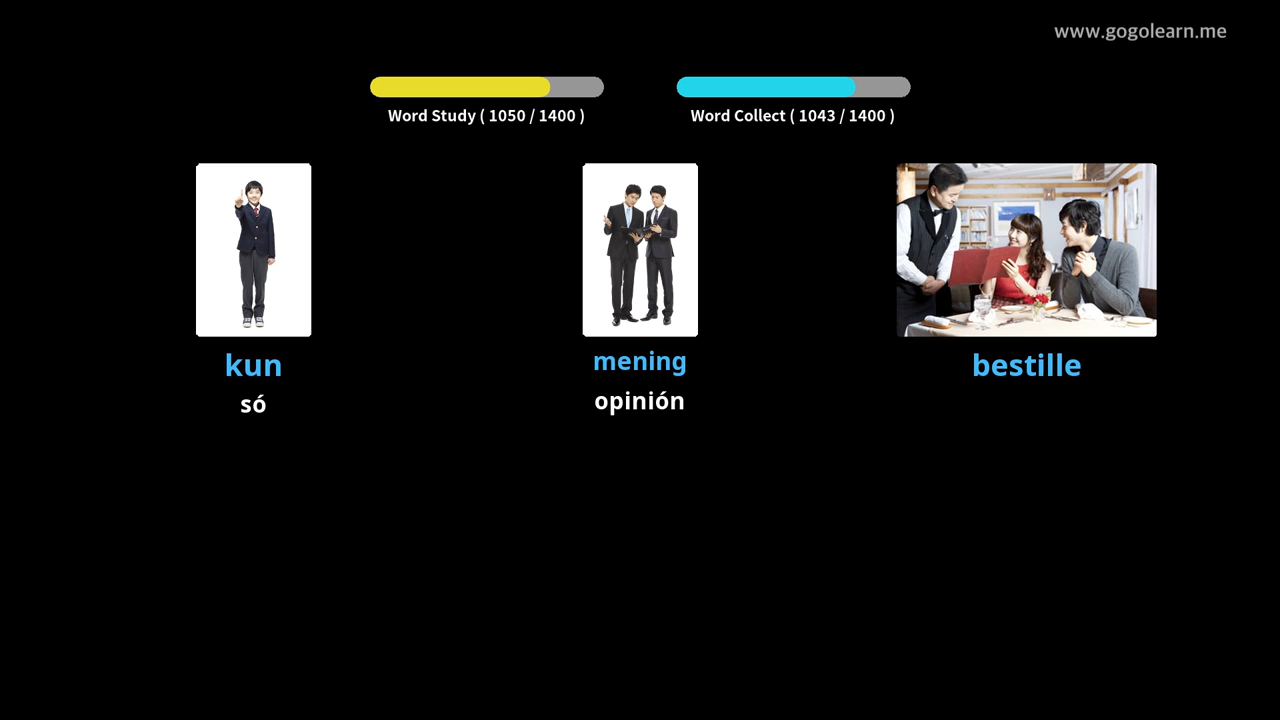 www.gogolearn.me
Word Study ( 1050 / 1400 )
Word Collect ( 1043 / 1400 )
kun
só
mening
opinión
bestille